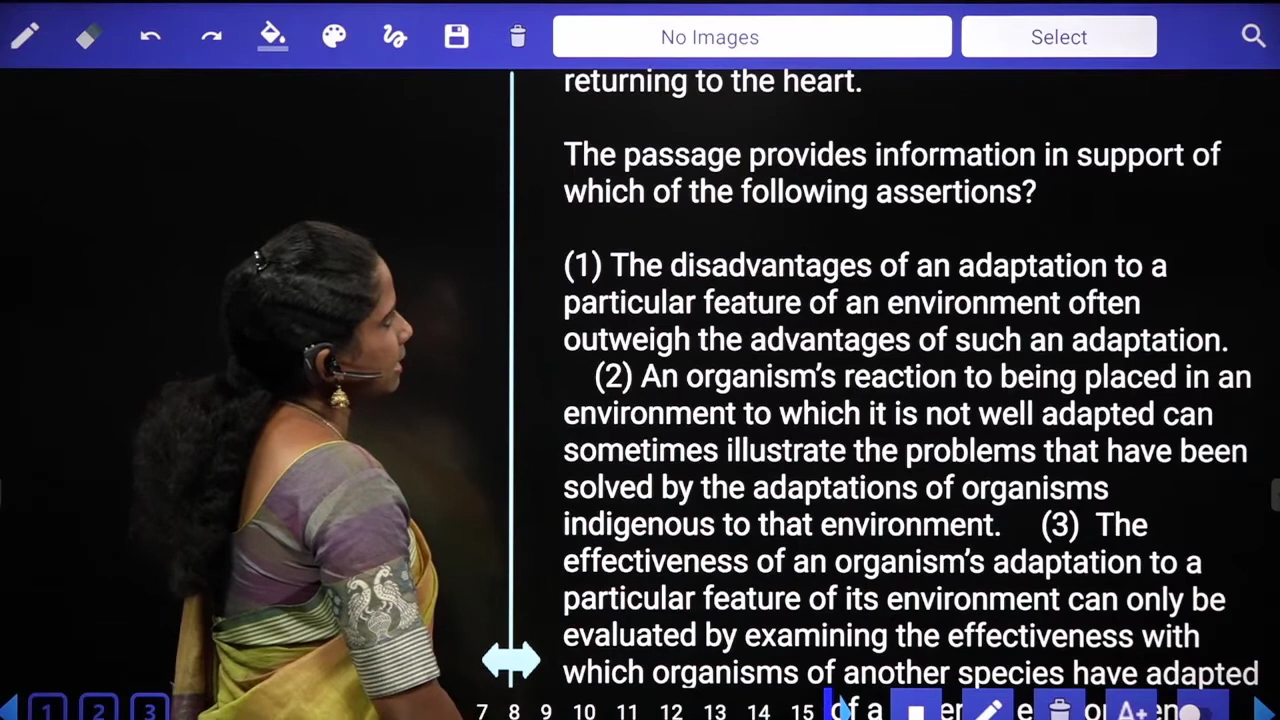 No Images
Select
returning to the heart.
The passage provides information in support of
which of the following assertions?
(1) The disadvantages of an adaptation to a
particular feature of an environment often
outweigh the advantages of such an adaptation.
(2) An organism's reaction to being placed in an
environment to which it is not well adapted can
sometimes illustrate the problems that have been
solved by the adaptations of organisms
indigenous to that environment. (3) The
effectiveness of an organism's adaptation to a
particular feature of its environment can only be
evaluated by examining the effectiveness with
which organisms of another species have adapted
of a
1 2 3 7 8 9 10 11 12 13 14 15 A+